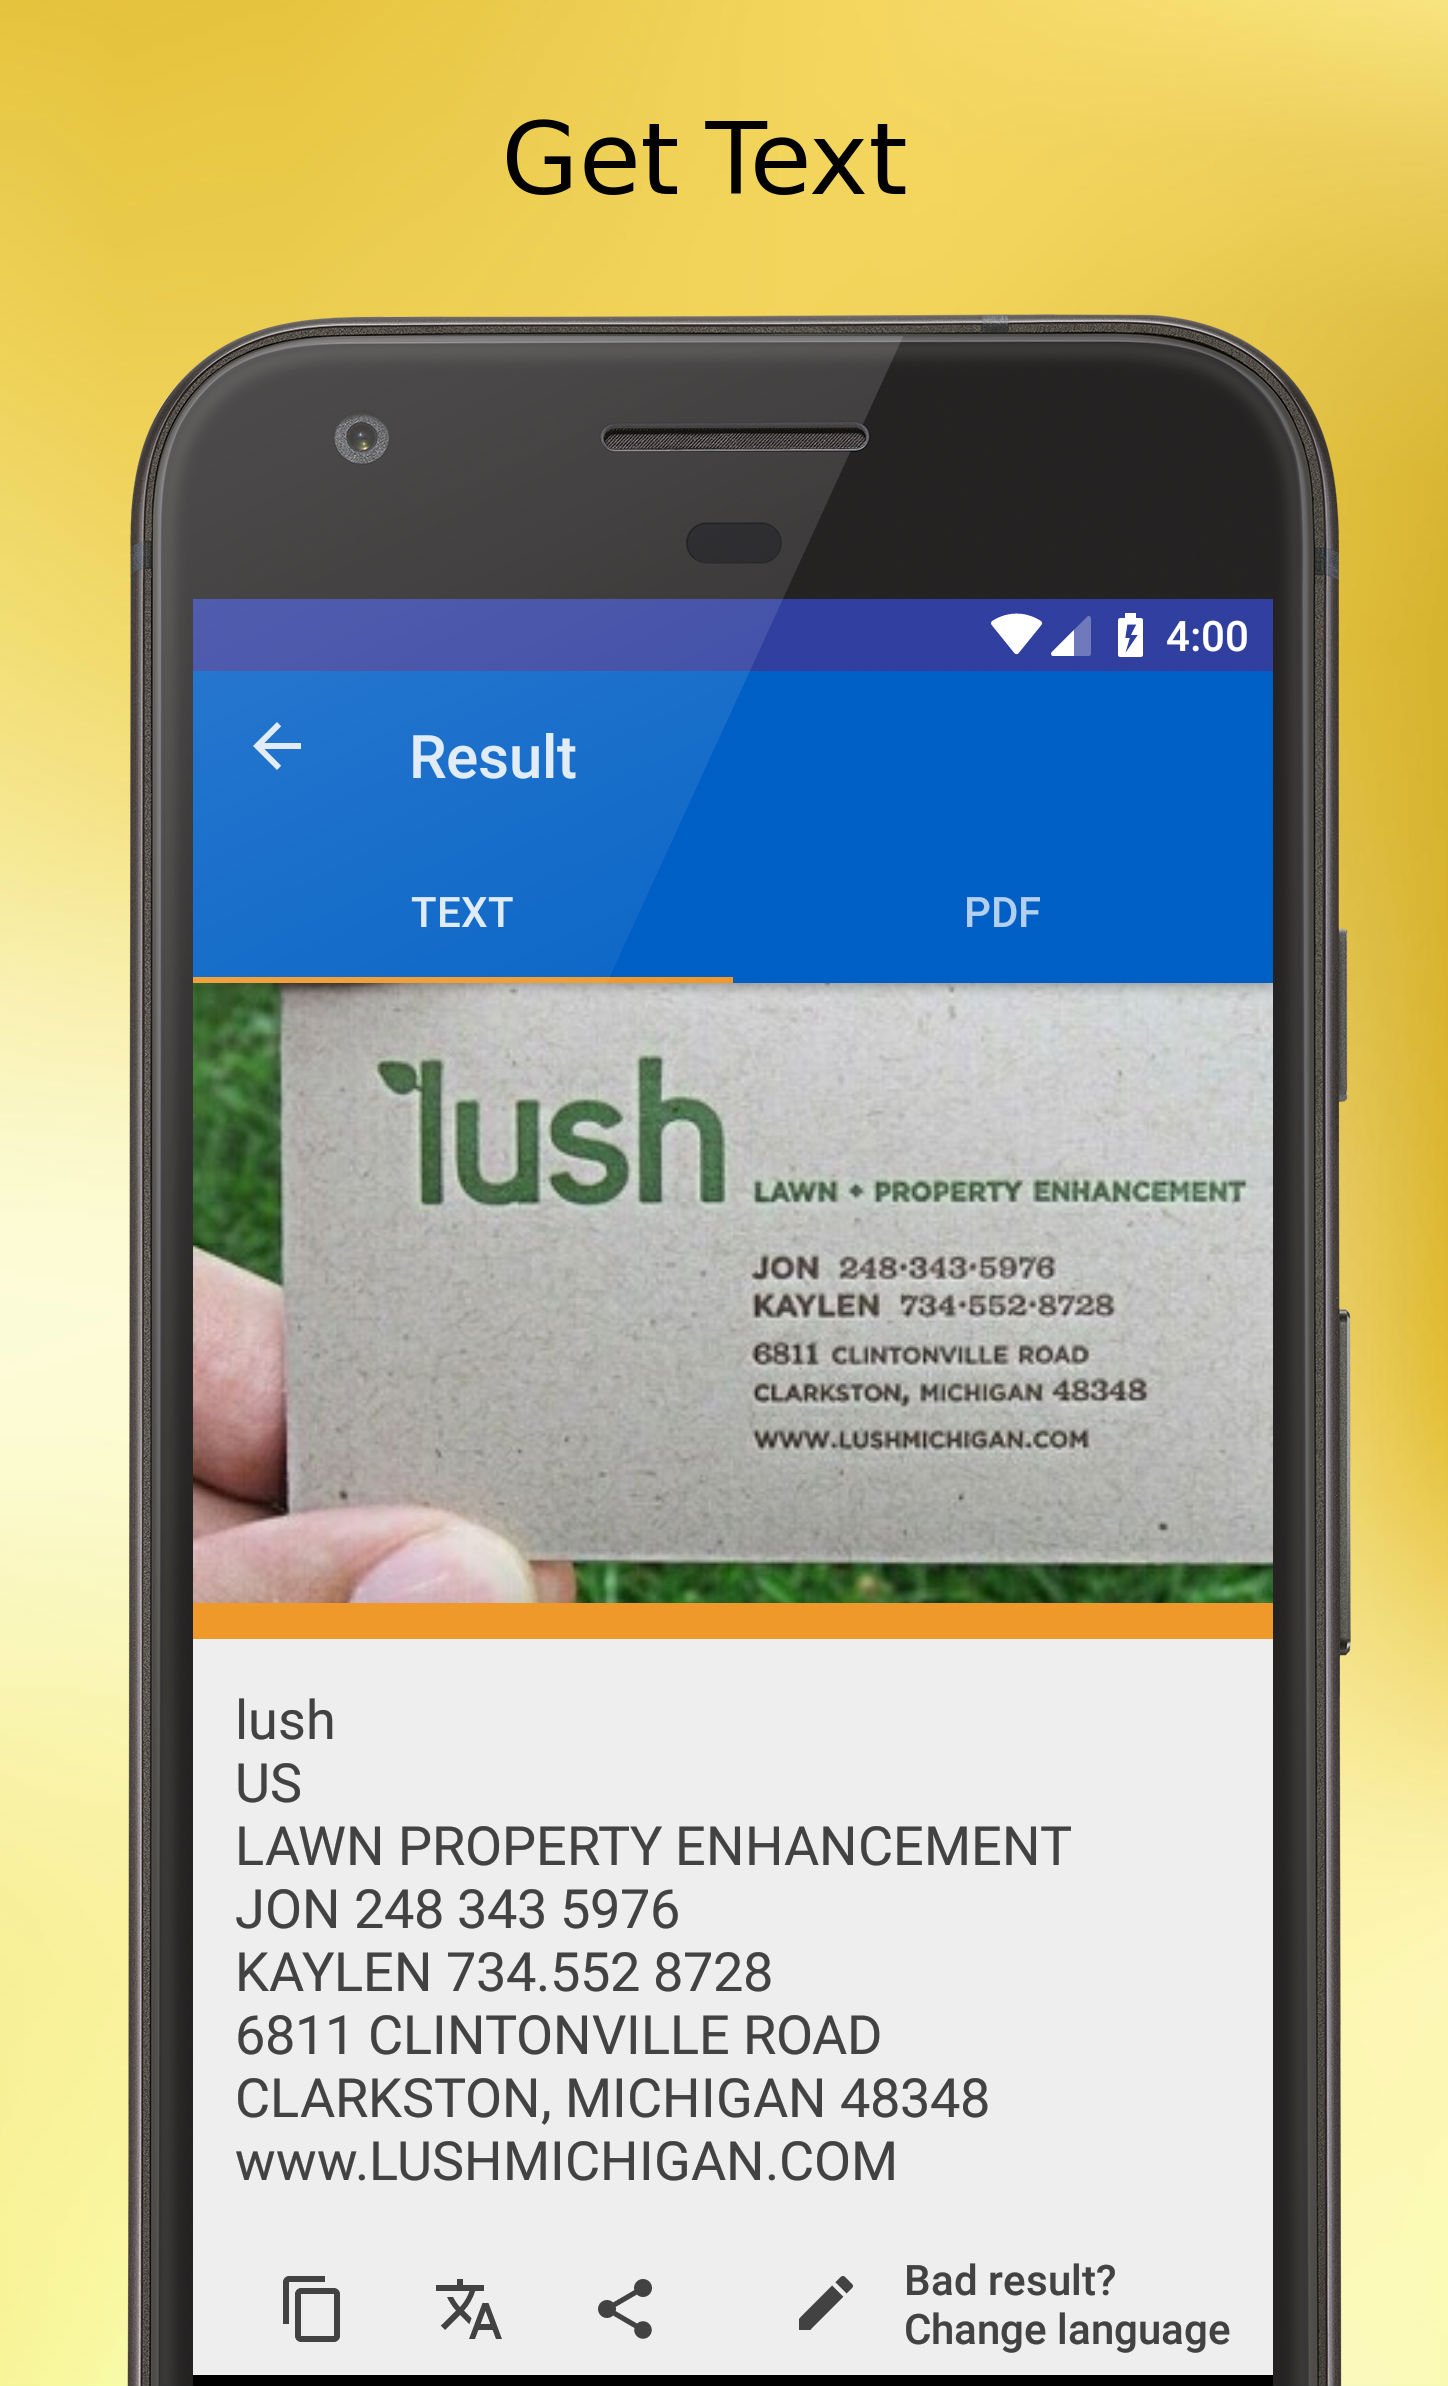 Get Text
4:00
Result
TEXT PDF
lush
LAWN + PROPERTY ENHANCEMENT
JON 248·343·5976
KAYLEN 734·552·8728
6811 CLINTONVILLE ROAD
CLARKSTON, MICHIGAN 48348
WWW.LUSHMICHIGAN.COM
lush
US
LAWN PROPERTY ENHANCEMENT
JON 248 343 5976
KAYLEN 734.552 8728
6811 CLINTONVILLE ROAD
CLARKSTON, MICHIGAN 48348
www.LUSHMICHIGAN.COM
Bad result?
Change language